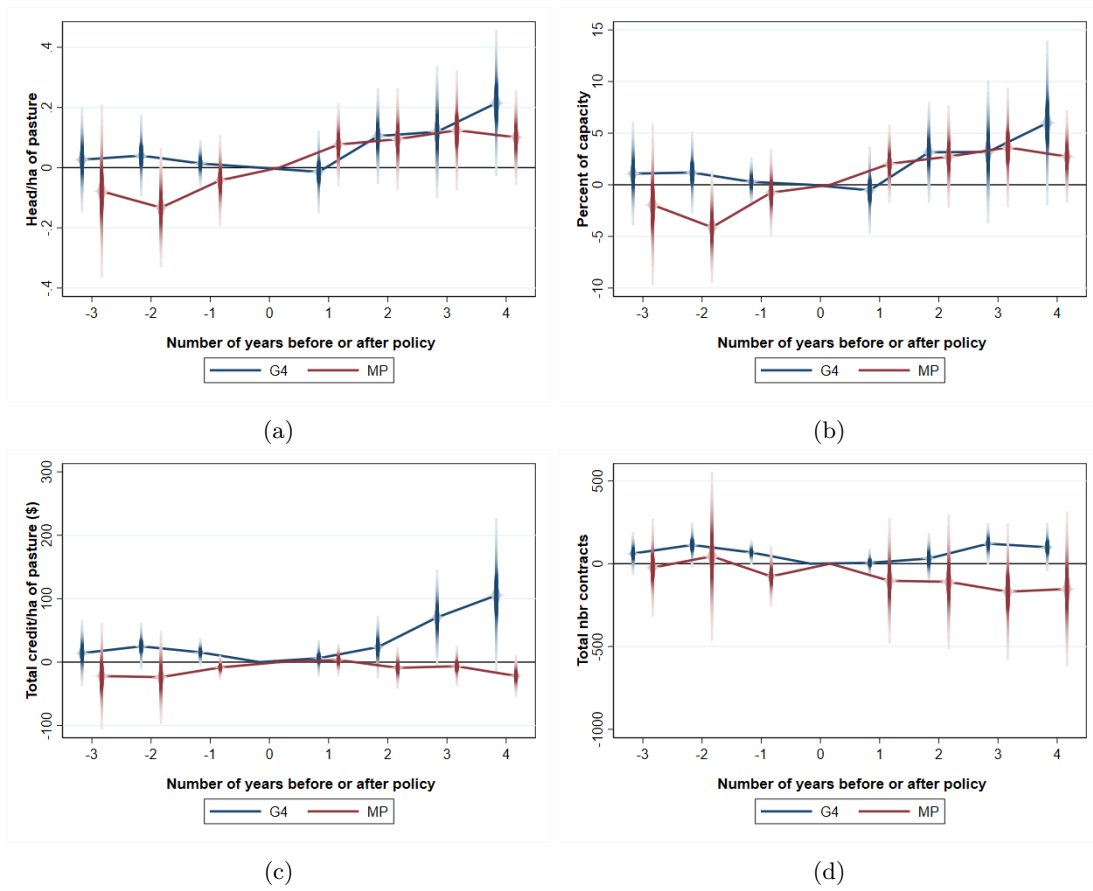 Head/ha of pasture
.4
.2
0
-.2
-.4
-3 -2 -1 0 1 2 3 4
Number of years before or after policy
G4 MP
(a)
Percent of capacity
15
10
5
0
-5
-10
-3 -2 -1 0 1 2 3 4
Number of years before or after policy
G4 MP
(b)
Total credit/ha of pasture ($)
300
200
100
0
-100
-3 -2 -1 0 1 2 3 4
Number of years before or after policy
G4 MP
(c)
Total nbr contracts
500
0
-500
-1000
-3 -2 -1 0 1 2 3 4
Number of years before or after policy
G4 MP
(d)